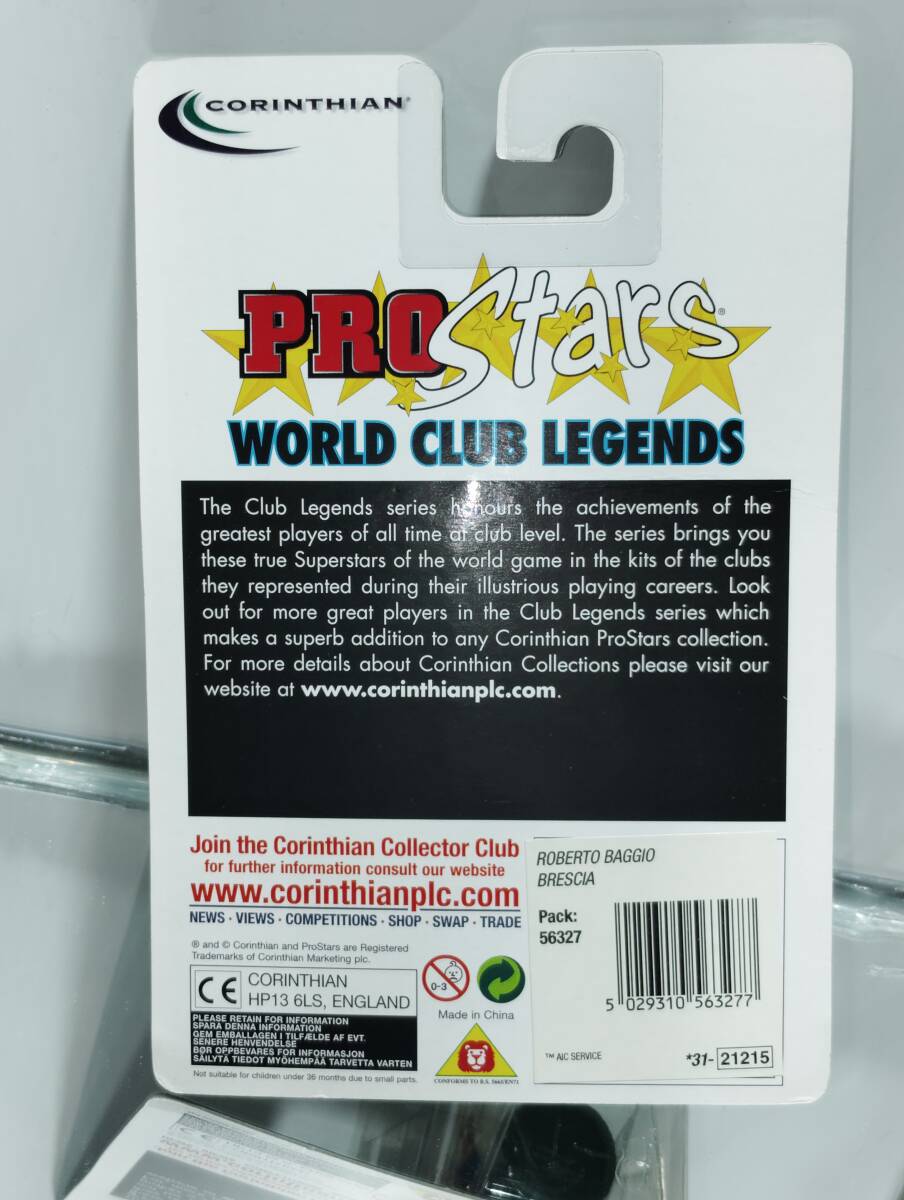 CORINTHIAN®
PROStars®
WORLD CLUB LEGENDS
The Club Legends series honours the achievements of the
greatest players of all time at club level. The series brings you
these true Superstars of the world game in the kits of the clubs
they represented during their illustrious playing careers. Look
out for more great players in the Club Legends series which
makes a superb addition to any Corinthian ProStars collection.
For more details about Corinthian Collections please visit our
website at www.corinthianplc.com.
Join the Corinthian Collector Club
for further information consult our website
www.corinthianplc.com
NEWS · VIEWS · COMPETITIONS · SHOP · SWAP · TRADE
® and © Corinthian and ProStars are Registered
Trademarks of Corinthian Marketing plc.
CE
CORINTHIAN
HP13 6LS, ENGLAND
PLEASE RETAIN FOR INFORMATION
SPARA DENNA INFORMATION
GEM EMBALLAGEN I TILFÆLDE AF EVT.
SENERE HENVENDELSE
BØR OPPBEVARES FOR INFORMASJON
SÄILYTÄ TIEDOT MYÖHEMPÄÄ TARVETTA VARTEN
Not suitable for children under 36 months due to small parts.
0-3
Made in China
CONFORMS TO B.S. 5665/EN71
ROBERTO BAGGIO
BRESCIA
Pack:
56327
5 029310 563277
™ AIC SERVICE
*31- 21215